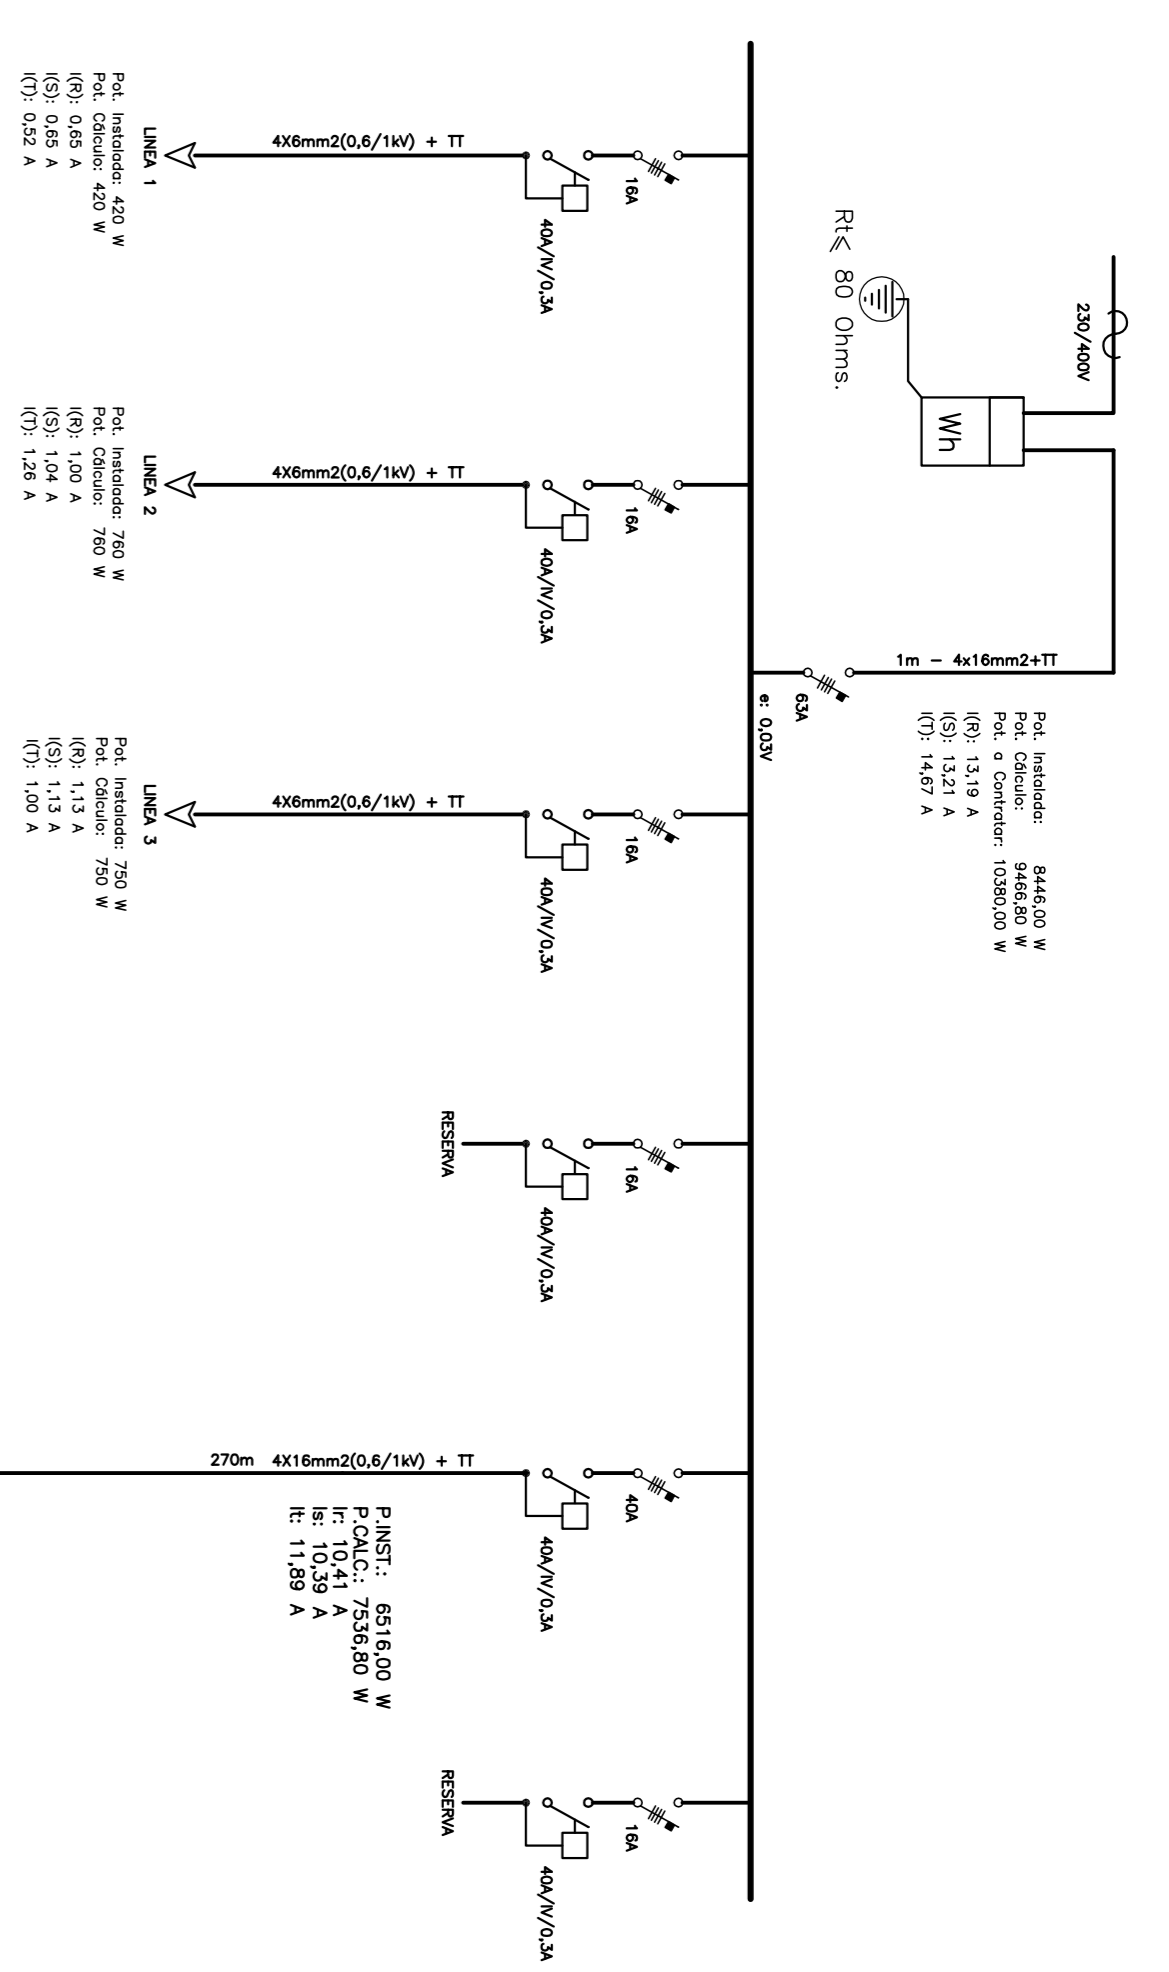 230/400V
Wh
Rt≤ 80 Ohms.
1m - 4x16mm2+TT
Pot. Instalada: 8446,00 W
Pot. Cálculo: 9466,80 W
Pot. a Contratar: 10380,00 W
I(R): 13,19 A
I(S): 13,21 A
I(T): 14,67 A
63A
e: 0,03V
16A
40A/IV/0,3A
4X6mm2(0,6/1kV) + TT
LINEA 1
Pot. Instalada: 420 W
Pot. Cálculo: 420 W
I(R): 0,65 A
I(S): 0,65 A
I(T): 0,52 A
16A
40A/IV/0,3A
4X6mm2(0,6/1kV) + TT
LINEA 2
Pot. Instalada: 760 W
Pot. Cálculo: 760 W
I(R): 1,00 A
I(S): 1,04 A
I(T): 1,26 A
16A
40A/IV/0,3A
4X6mm2(0,6/1kV) + TT
LINEA 3
Pot. Instalada: 750 W
Pot. Cálculo: 750 W
I(R): 1,13 A
I(S): 1,13 A
I(T): 1,00 A
16A
40A/IV/0,3A
RESERVA
40A
40A/IV/0,3A
270m 4X16mm2(0,6/1kV) + TT
P.INST.: 6516,00 W
P.CALC.: 7536,80 W
Ir: 10,41 A
Is: 10,39 A
It: 11,89 A
16A
40A/IV/0,3A
RESERVA